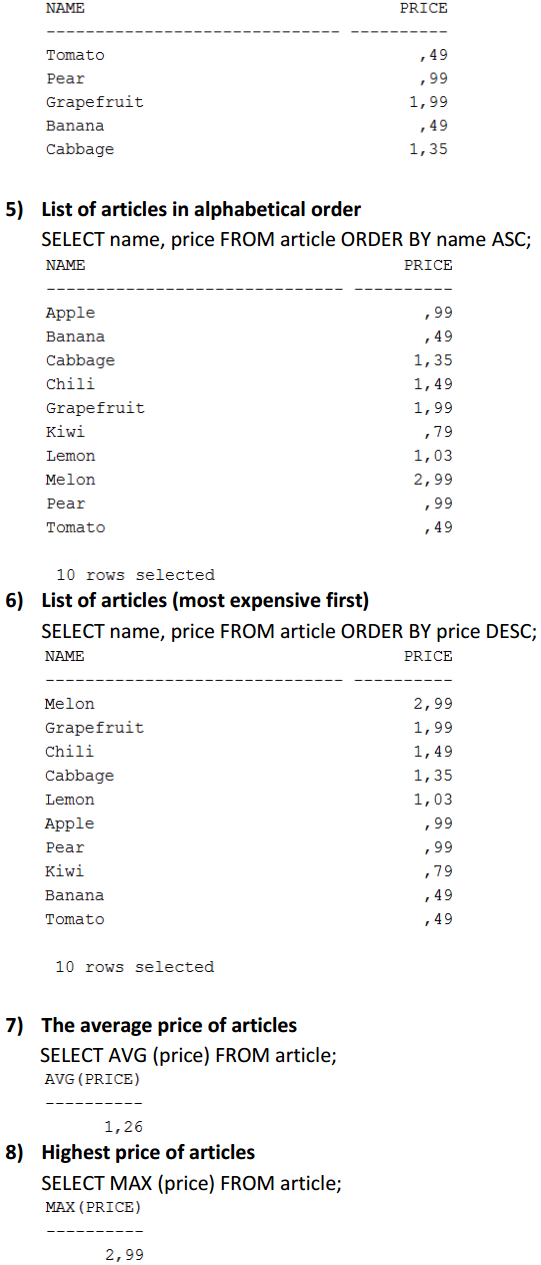 NAME PRICE
------------------------------ ----------
Tomato ,49
Pear ,99
Grapefruit 1,99
Banana ,49
Cabbage 1,35
5) List of articles in alphabetical order
SELECT name, price FROM article ORDER BY name ASC;
NAME PRICE
------------------------------ ----------
Apple ,99
Banana ,49
Cabbage 1,35
Chili 1,49
Grapefruit 1,99
Kiwi ,79
Lemon 1,03
Melon 2,99
Pear ,99
Tomato ,49
10 rows selected
6) List of articles (most expensive first)
SELECT name, price FROM article ORDER BY price DESC;
NAME PRICE
------------------------------ ----------
Melon 2,99
Grapefruit 1,99
Chili 1,49
Cabbage 1,35
Lemon 1,03
Apple ,99
Pear ,99
Kiwi ,79
Banana ,49
Tomato ,49
10 rows selected
7) The average price of articles
SELECT AVG (price) FROM article;
AVG(PRICE)
----------
1,26
8) Highest price of articles
SELECT MAX (price) FROM article;
MAX(PRICE)
----------
2,99